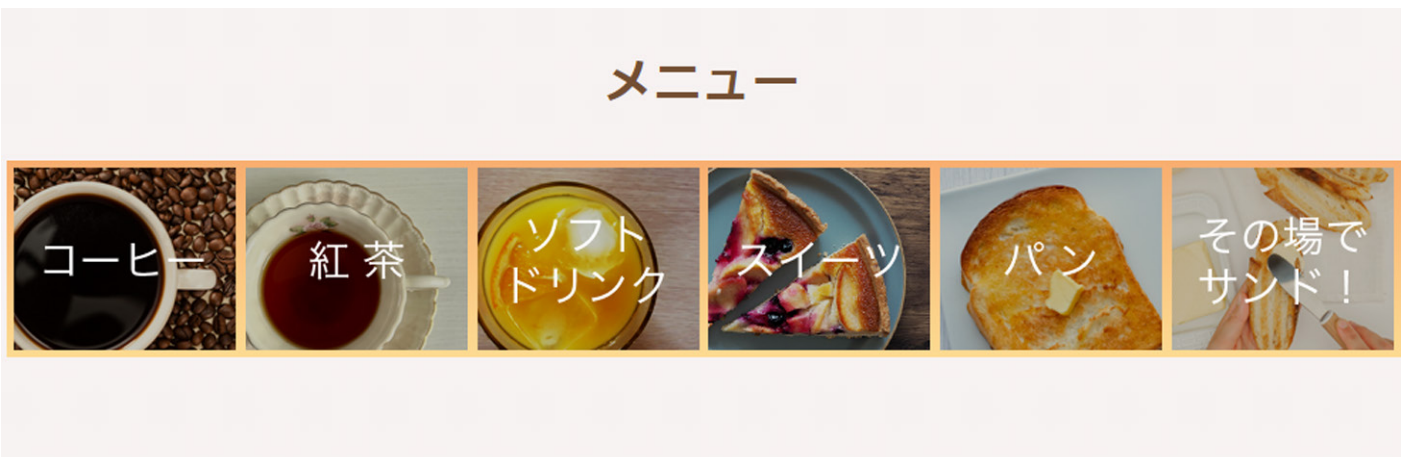 メニュー
コーヒー
紅茶
ソフト
ドリンク
スイーツ
パン
その場で
サンド！